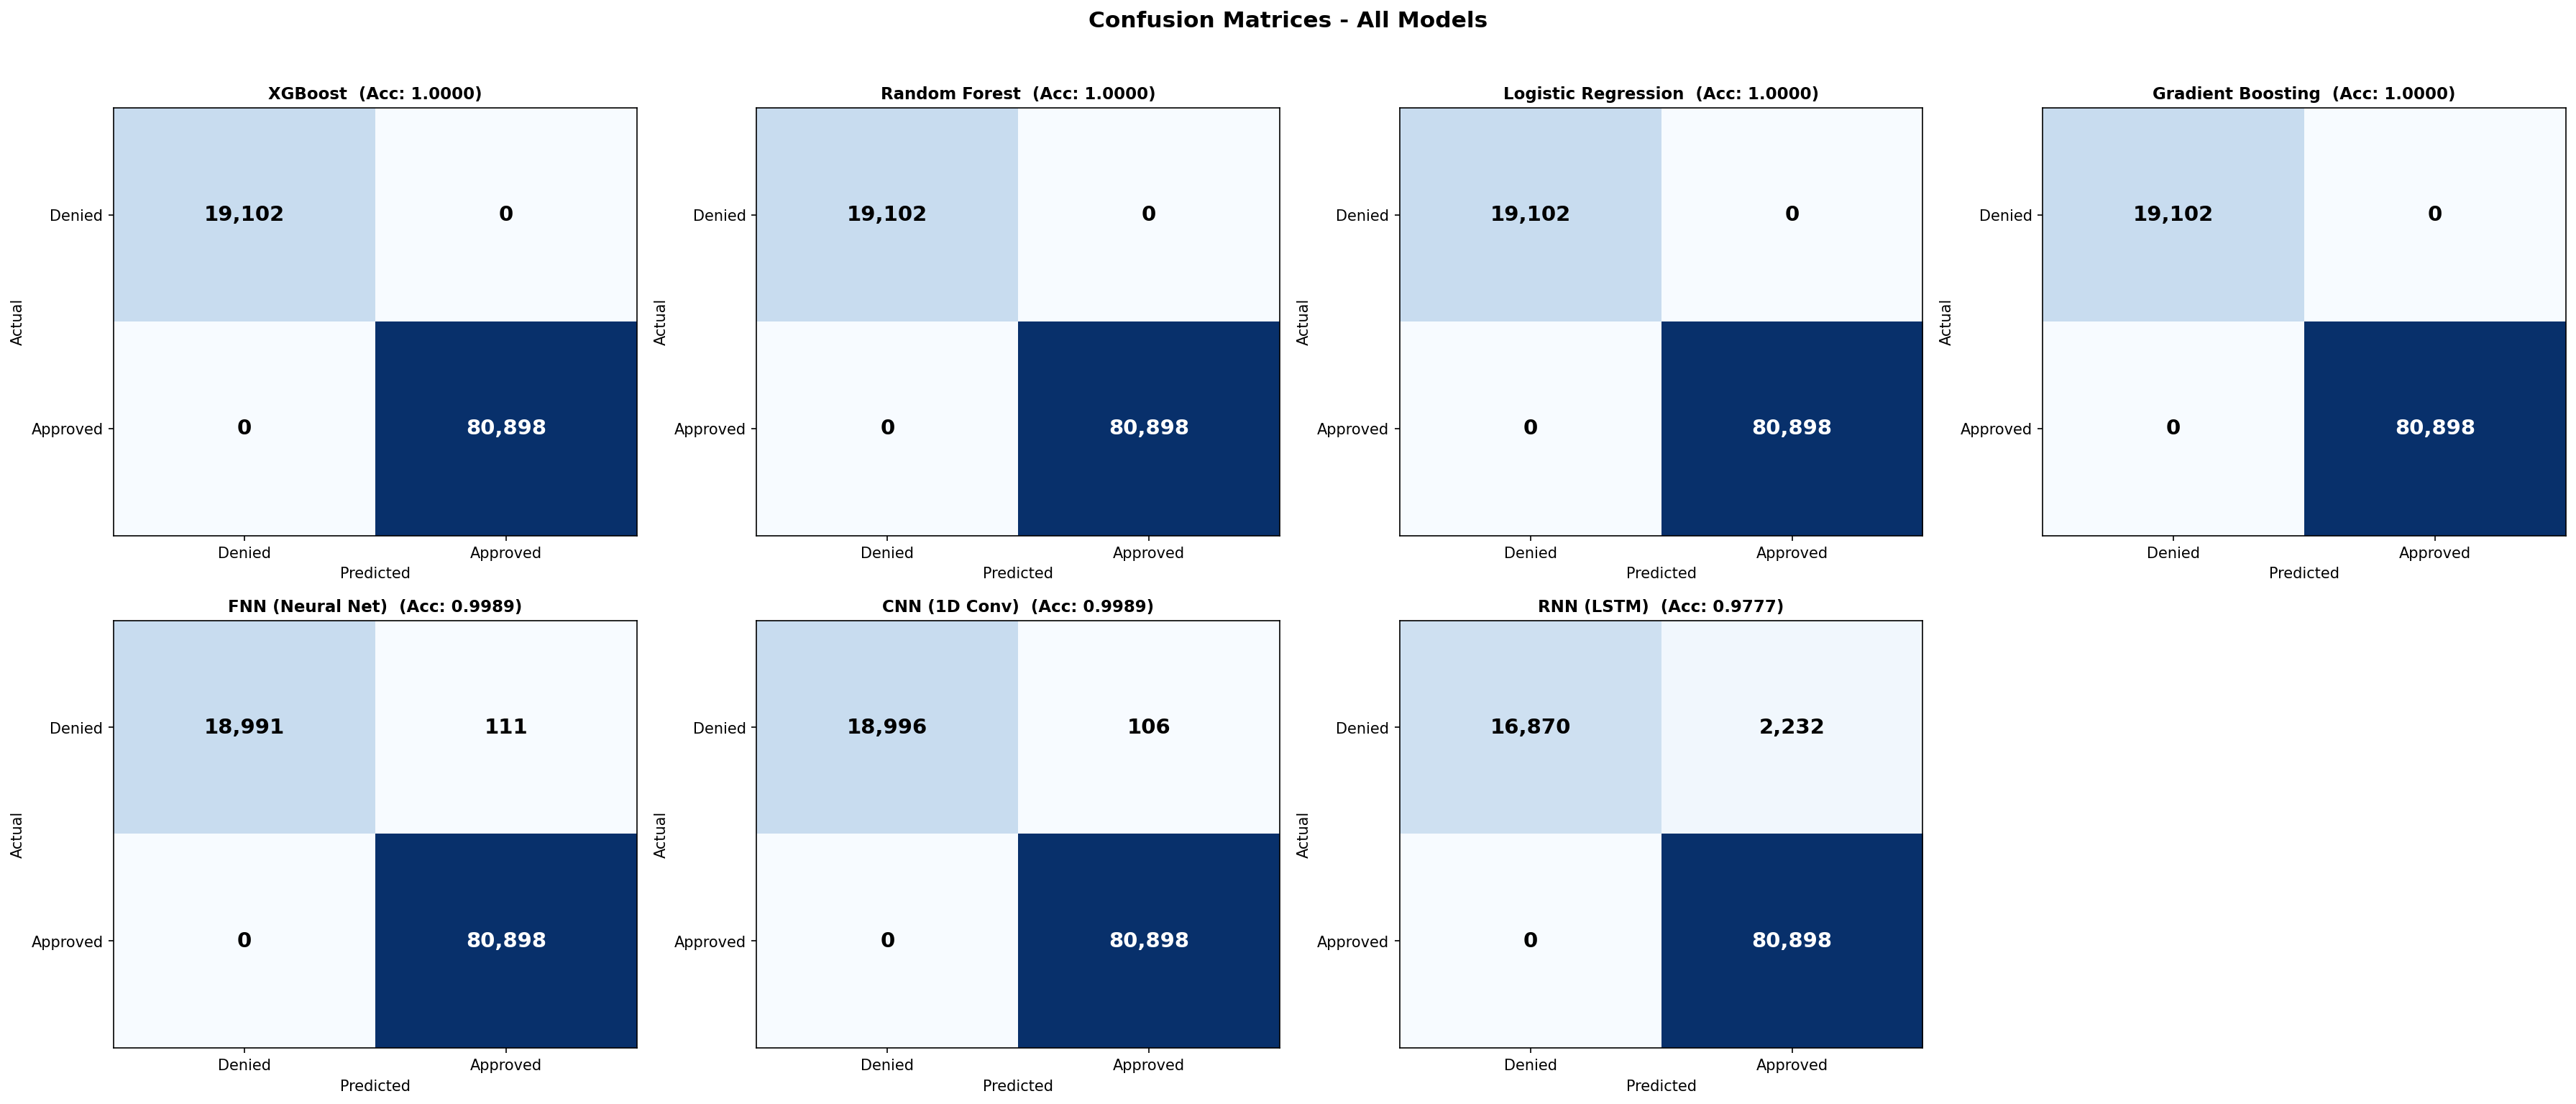 Confusion Matrices - All Models
XGBoost (Acc: 1.0000)
Denied
19,102
0
Actual
Approved
0
80,898
Denied
Approved
Predicted
Random Forest (Acc: 1.0000)
Denied
19,102
0
Actual
Approved
0
80,898
Denied
Approved
Predicted
Logistic Regression (Acc: 1.0000)
Denied
19,102
0
Actual
Approved
0
80,898
Denied
Approved
Predicted
Gradient Boosting (Acc: 1.0000)
Denied
19,102
0
Actual
Approved
0
80,898
Denied
Approved
Predicted
FNN (Neural Net) (Acc: 0.9989)
Denied
18,991
111
Actual
Approved
0
80,898
Denied
Approved
Predicted
CNN (1D Conv) (Acc: 0.9989)
Denied
18,996
106
Actual
Approved
0
80,898
Denied
Approved
Predicted
RNN (LSTM) (Acc: 0.9777)
Denied
16,870
2,232
Actual
Approved
0
80,898
Denied
Approved
Predicted